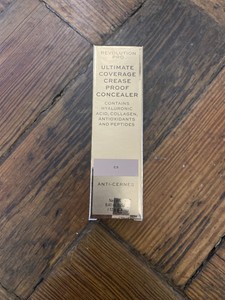 REVOLUTION
PRO
ULTIMATE
COVERAGE
CREASE
PROOF
CONCEALER
CONTAINS
HYALURONIC
ACID, COLLAGEN,
ANTIOXIDANTS
AND PEPTIDES
ANTI-CERNES